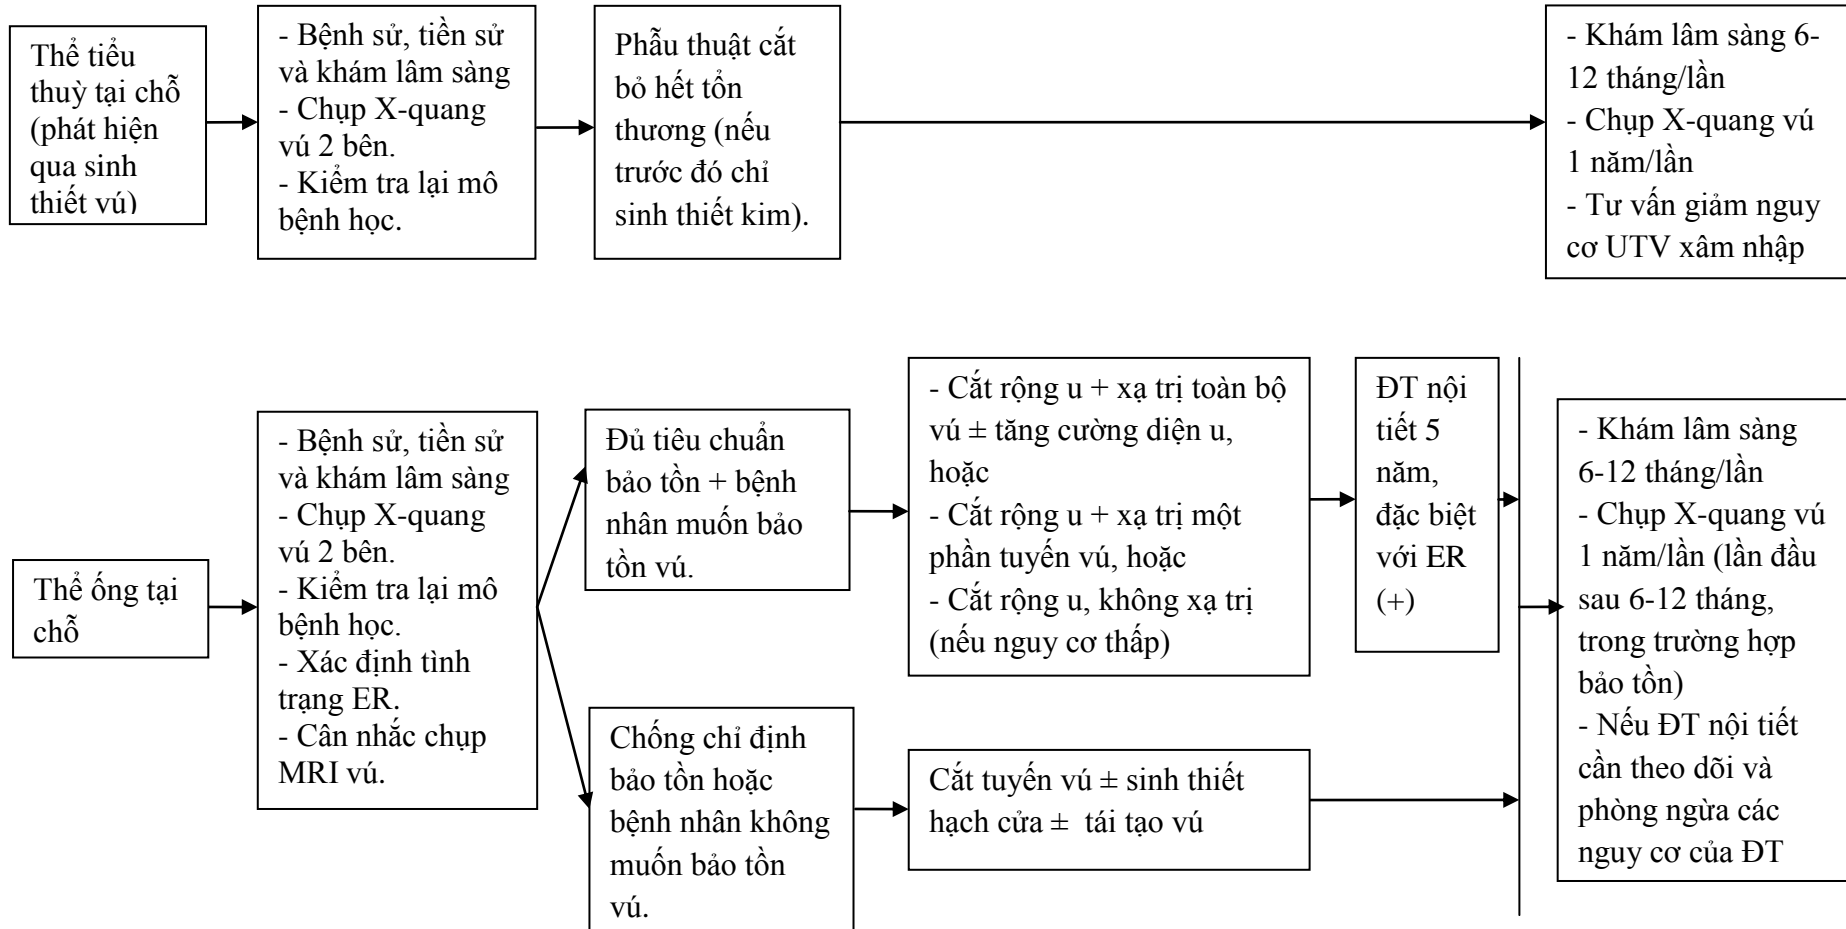 Thể tiểu
thuỳ tại chỗ
(phát hiện
qua sinh
thiết vú)
- Bệnh sử, tiền sử
và khám lâm sàng
- Chụp X-quang
vú 2 bên.
- Kiểm tra lại mô
bệnh học.
Phẫu thuật cắt
bỏ hết tổn
thương (nếu
trước đó chỉ
sinh thiết kim).
- Khám lâm sàng 6-
12 tháng/lần
- Chụp X-quang vú
1 năm/lần
- Tư vấn giảm nguy
cơ UTV xâm nhập
Thể ống tại
chỗ
- Bệnh sử, tiền sử
và khám lâm sàng
- Chụp X-quang
vú 2 bên.
- Kiểm tra lại mô
bệnh học.
- Xác định tình
trạng ER.
- Cân nhắc chụp
MRI vú.
Đủ tiêu chuẩn
bảo tồn + bệnh
nhân muốn bảo
tồn vú.
- Cắt rộng u + xạ trị toàn bộ
vú ± tăng cường diện u,
hoặc
- Cắt rộng u + xạ trị một
phần tuyến vú, hoặc
- Cắt rộng u, không xạ trị
(nếu nguy cơ thấp)
ĐT nội
tiết 5
năm,
đặc biệt
với ER
(+)
Chống chỉ định
bảo tồn hoặc
bệnh nhân không
muốn bảo tồn
vú.
Cắt tuyến vú ± sinh thiết
hạch cửa ± tái tạo vú
- Khám lâm sàng
6-12 tháng/lần
- Chụp X-quang vú
1 năm/lần (lần đầu
sau 6-12 tháng,
trong trường hợp
bảo tồn)
- Nếu ĐT nội tiết
cần theo dõi và
phòng ngừa các
nguy cơ của ĐT